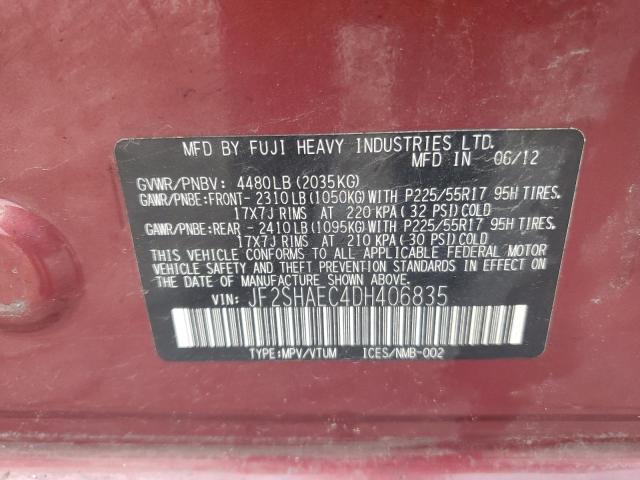 MFD BY FUJI HEAVY INDUSTRIES LTD.
MFD IN 06/12
GVWR/PNBV: 4480LB (2035KG)
GAWR/PNBE:FRONT- 2310LB (1050KG)WITH P225/55R17 95H TIRES.
17X7J RIMS AT 220 KPA (32 PSI)COLD
GAWR/PNBE:REAR - 2410LB (1095KG)WITH P225/55R17 95H TIRES.
17X7J RIMS AT 210 KPA (30 PSI)COLD
THIS VEHICLE CONFORMS TO ALL APPLICABLE FEDERAL MOTOR
VEHICLE SAFETY AND THEFT PREVENTION STANDARDS IN EFFECT ON
THE DATE OF MANUFACTURE SHOWN ABOVE.
VIN: JF2SHAEC4DH406835
TYPE:MPV/VTUM ICES/NMB-002